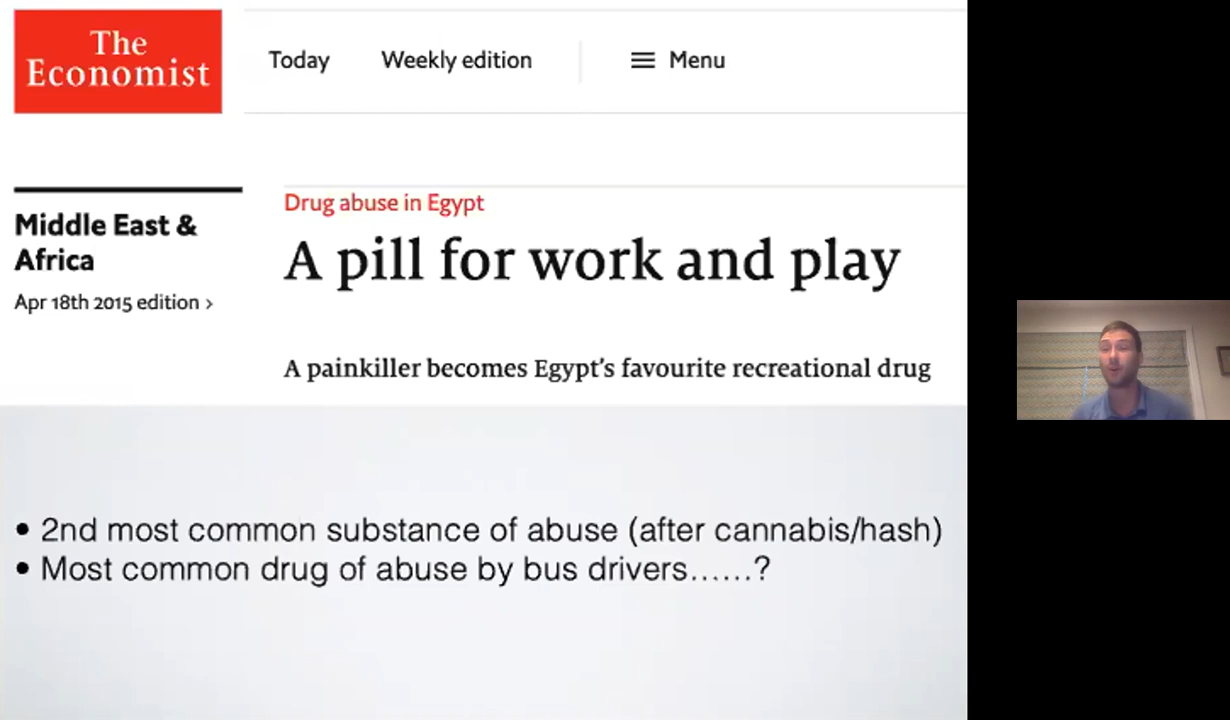 The
Economist
Today Weekly edition Menu
Middle East &
Africa
Apr 18th 2015 edition >
Drug abuse in Egypt
A pill for work and play
A painkiller becomes Egypt's favourite recreational drug
• 2nd most common substance of abuse (after cannabis/hash)
• Most common drug of abuse by bus drivers......?